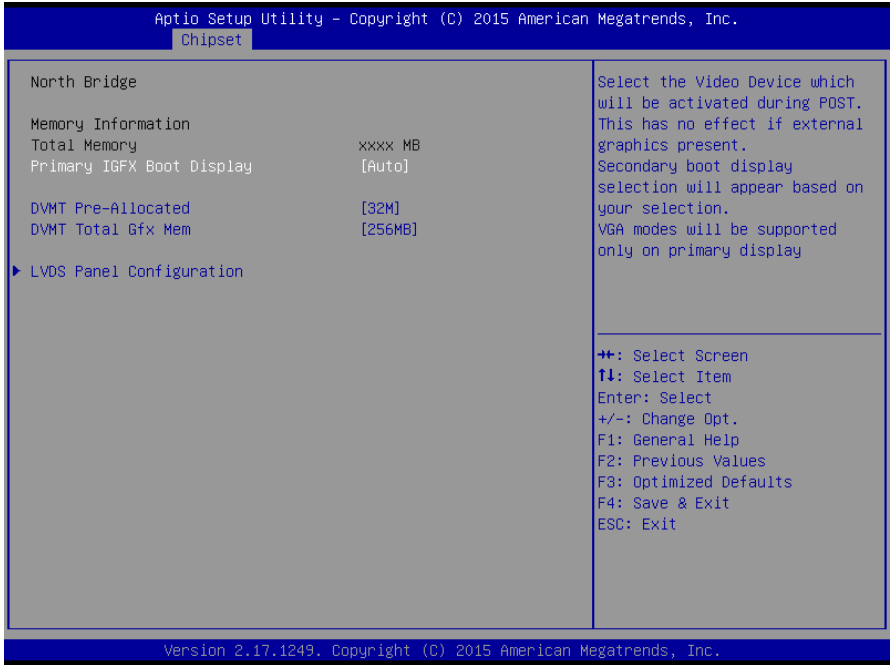 Aptio Setup Utility – Copyright (C) 2015 American Megatrends, Inc.
Chipset
North Bridge
Memory Information
Total Memory xxxx MB
Primary IGFX Boot Display [Auto]
DVMT Pre-Allocated [32M]
DVMT Total Gfx Mem [256MB]
LVDS Panel Configuration
Select the Video Device which
will be activated during POST.
This has no effect if external
graphics present.
Secondary boot display
selection will appear based on
your selection.
VGA modes will be supported
only on primary display
→←: Select Screen
↑↓: Select Item
Enter: Select
+/-: Change Opt.
F1: General Help
F2: Previous Values
F3: Optimized Defaults
F4: Save & Exit
ESC: Exit
Version 2.17.1249. Copyright (C) 2015 American Megatrends, Inc.